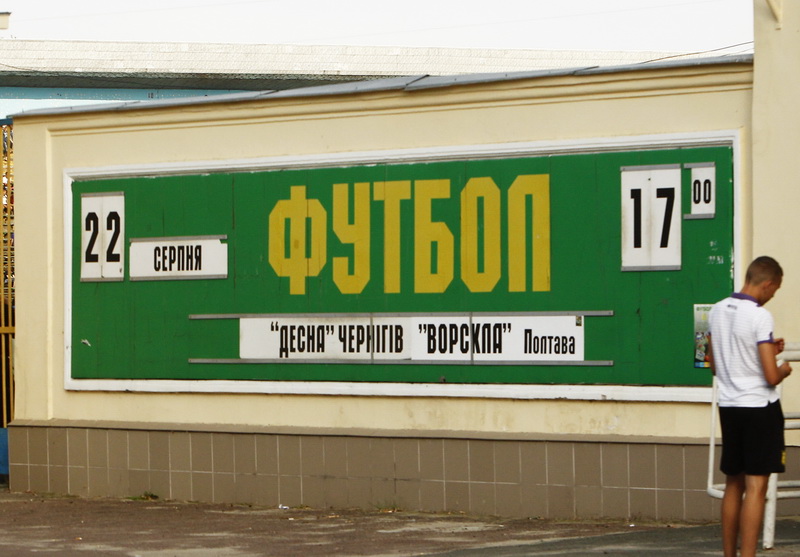 22
СЕРПНЯ
ФУТБОЛ
17 00
“ДЕСНА” ЧЕРНІГІВ ”ВОРСКЛА” Полтава